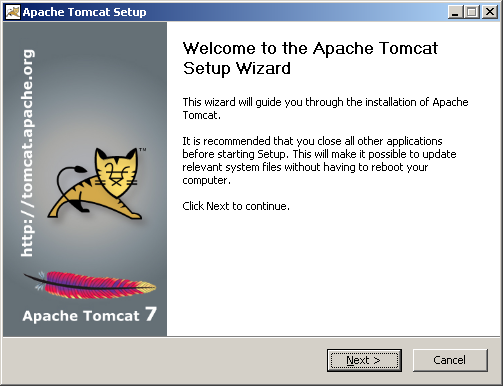 Apache Tomcat Setup
http://tomcat.apache.org
TM
Apache Tomcat 7
Welcome to the Apache Tomcat
Setup Wizard
This wizard will guide you through the installation of Apache
Tomcat.
It is recommended that you close all other applications
before starting Setup. This will make it possible to update
relevant system files without having to reboot your
computer.
Click Next to continue.
Next >
Cancel